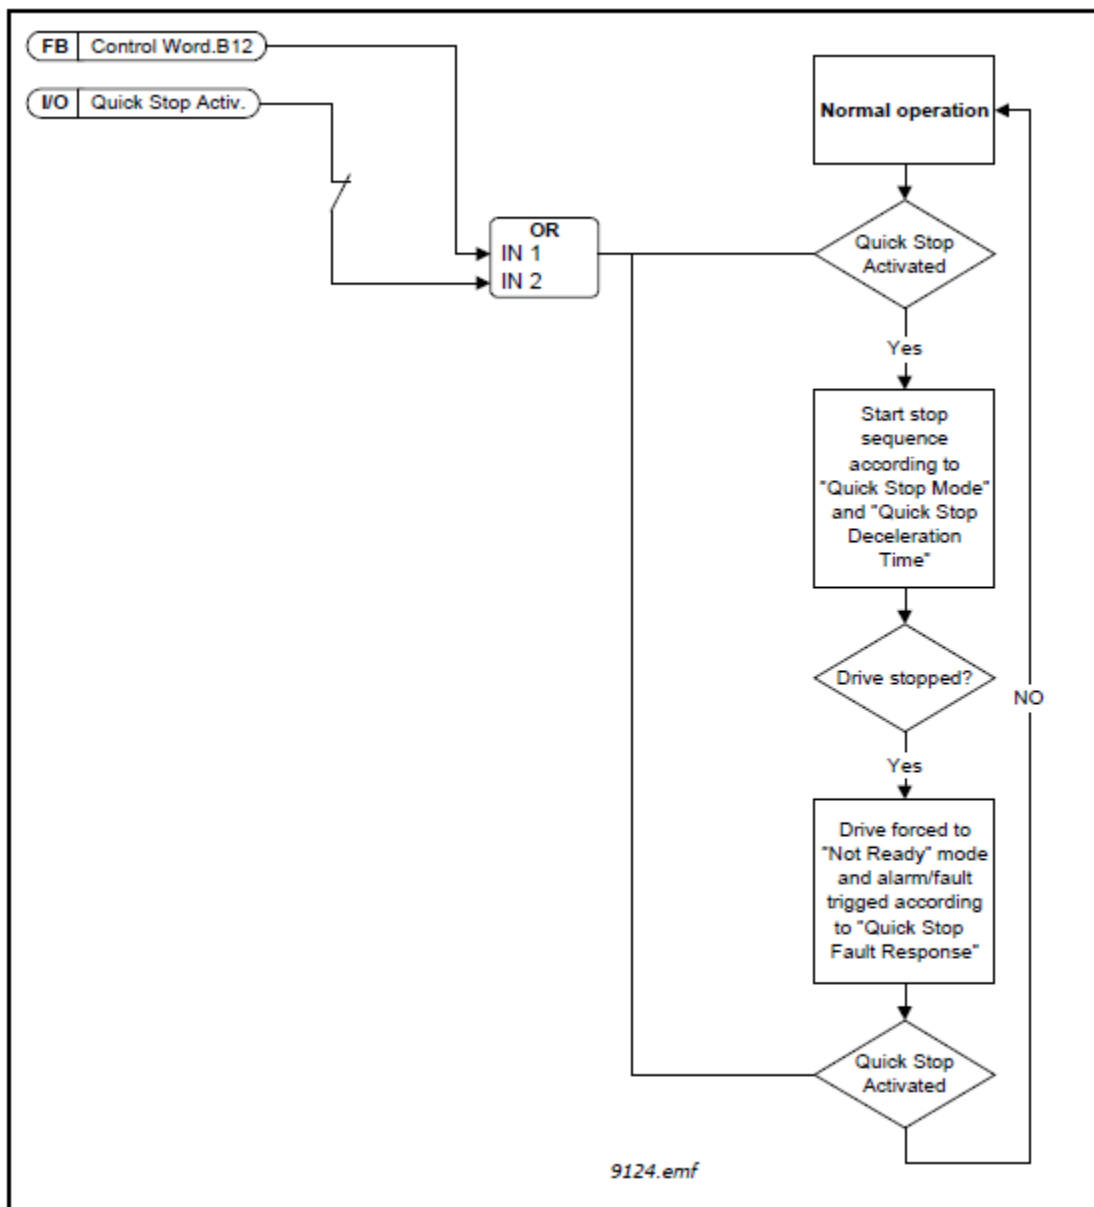 FB Control Word.B12
I/O Quick Stop Activ.
OR
IN 1
IN 2
Normal operation
Quick Stop
Activated
Yes
Start stop
sequence
according to
"Quick Stop Mode"
and "Quick Stop
Deceleration
Time"
Drive stopped?
NO
Yes
Drive forced to
"Not Ready" mode
and alarm/fault
trigged according
to "Quick Stop
Fault Response"
Quick Stop
Activated
9124.emf